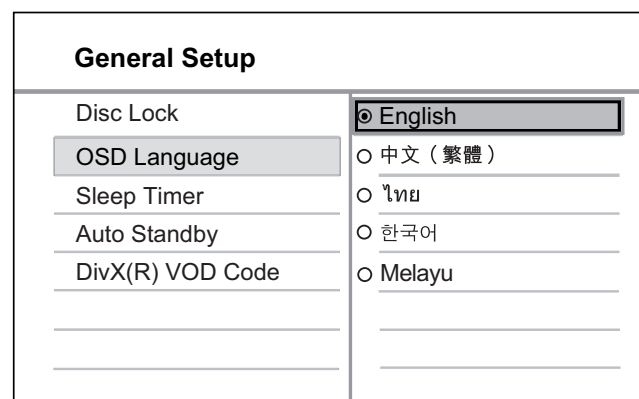 General Setup
Disc Lock
OSD Language
Sleep Timer
Auto Standby
DivX(R) VOD Code
English
中文（繁體）
ไทย
한국어
Melayu